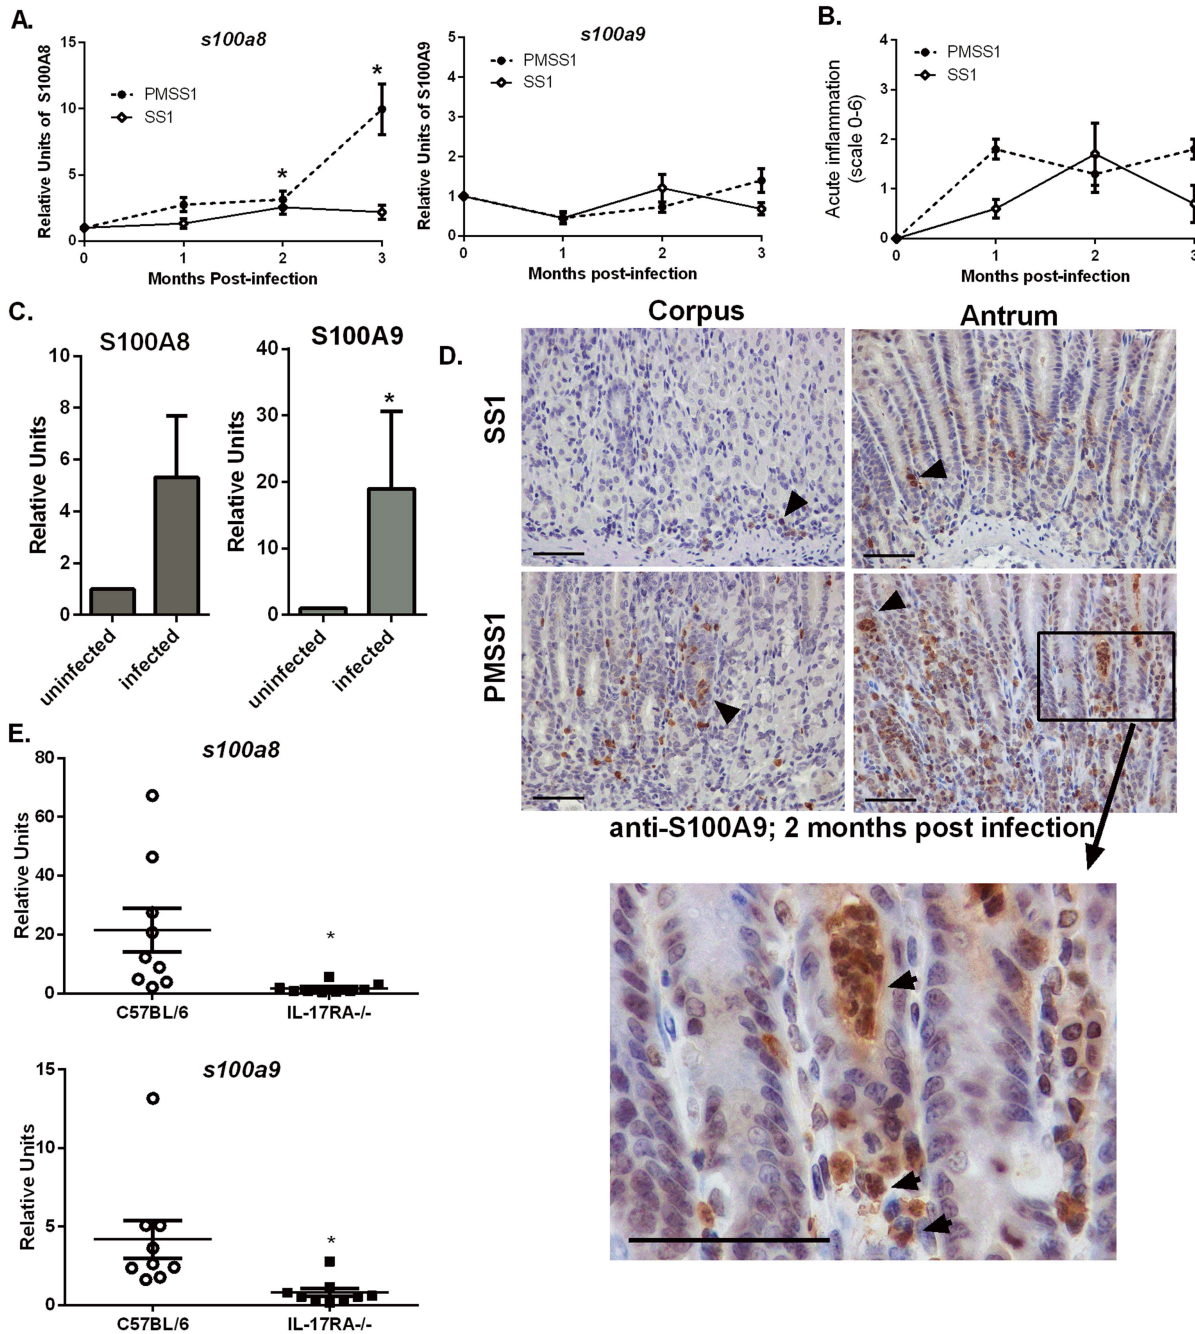 A.
s100a8
Relative Units of S100A8
15
10
5
0
PMSS1
SS1
*
*
0
1
2
3
Months Post-infection
s100a9
Relative Units of S100A9
5
4
3
2
1
0
PMSS1
SS1
0
1
2
3
Months post-infection
B.
Acute inflammation
(scale 0-6)
4
3
2
1
0
PMSS1
SS1
0
1
2
3
Months post-infection
C.
S100A8
Relative Units
10
8
6
4
2
0
uninfected
infected
S100A9
Relative Units
40
30
20
10
0
*
uninfected
infected
D.
Corpus
Antrum
SS1
PMSS1
anti-S100A9; 2 months post infection
E.
s100a8
Relative Units
80
60
40
20
0
*
C57BL/6
IL-17RA-/-
s100a9
Relative Units
15
10
5
0
*
C57BL/6
IL-17RA-/-